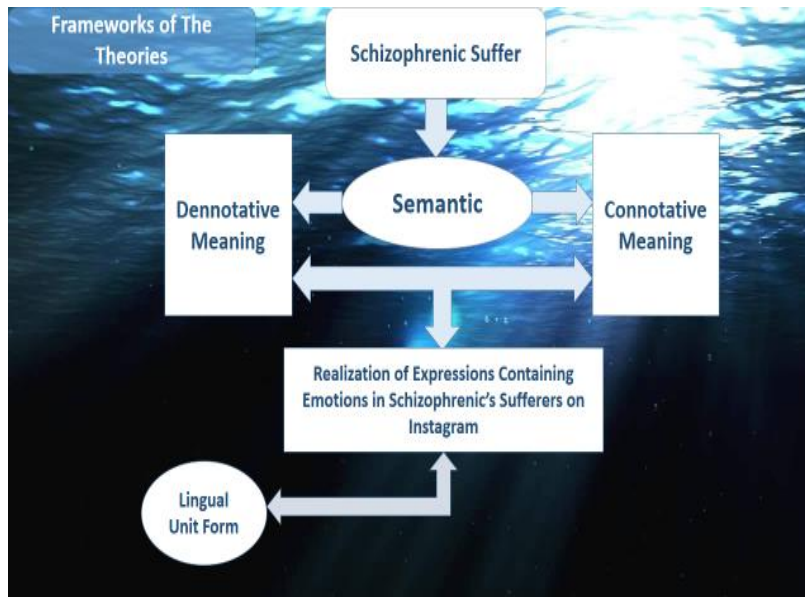 Frameworks of The
Theories
Schizophrenic Suffer
Semantic
Dennotative
Meaning
Connotative
Meaning
Realization of Expressions Containing
Emotions in Schizophrenic's Sufferers on
Instagram
Lingual
Unit Form